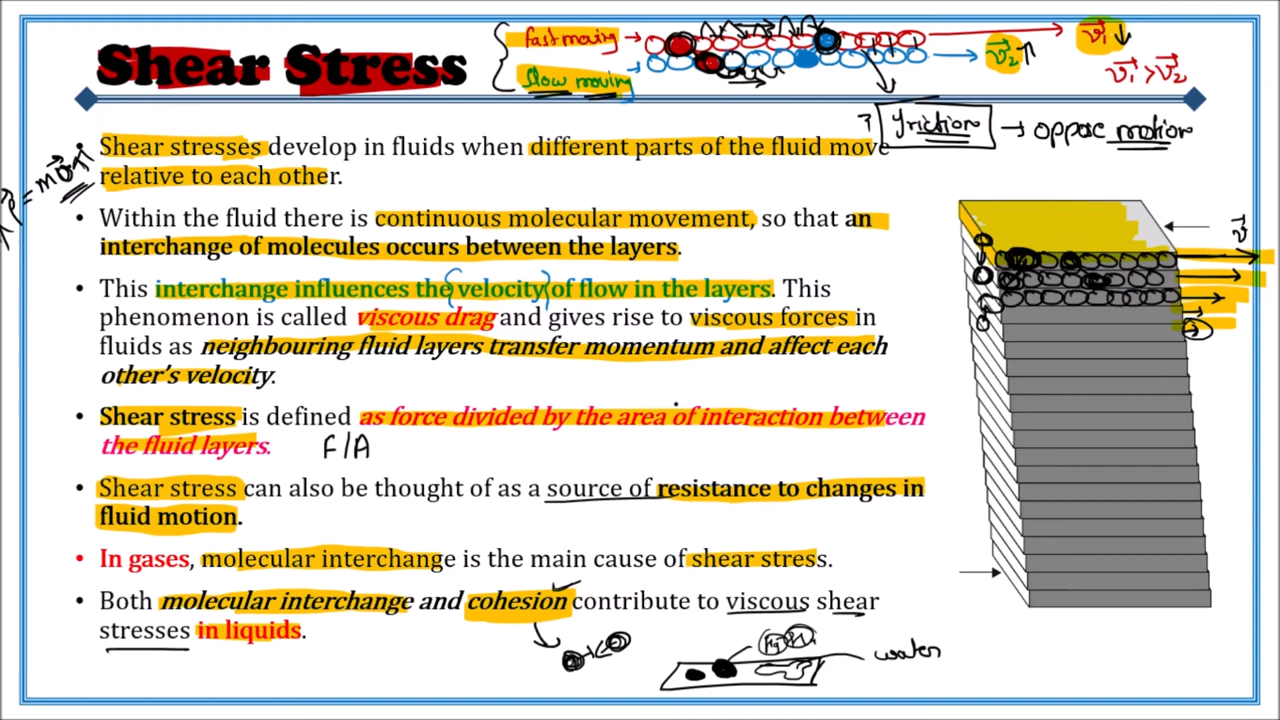 Shear Stress
fast moving
slow moving
v₁ ↓
v₂ ↑
v₁ > v₂
friction → oppose motion
• Shear stresses develop in fluids when different parts of the fluid move
relative to each other.
• Within the fluid there is continuous molecular movement, so that an
interchange of molecules occurs between the layers.
• This interchange influences the (velocity) of flow in the layers. This
phenomenon is called viscous drag and gives rise to viscous forces in
fluids as neighbouring fluid layers transfer momentum and affect each
other's velocity.
• Shear stress is defined as force divided by the area of interaction between
the fluid layers.
F/A
• Shear stress can also be thought of as a source of resistance to changes in
fluid motion.
• In gases, molecular interchange is the main cause of shear stress.
• Both molecular interchange and cohesion contribute to viscous shear
stresses in liquids.
water
v